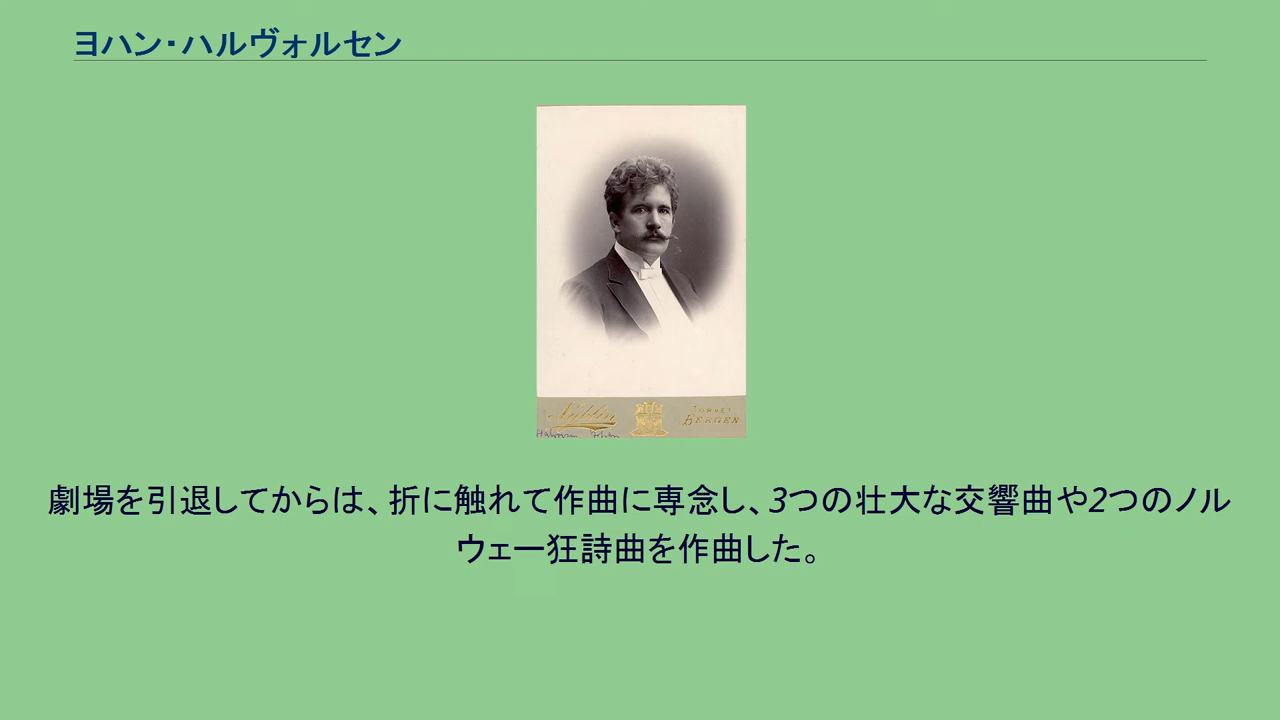 ヨハン・ハルヴォルセン
TORVET
BERGEN
劇場を引退してからは、折に触れて作曲に専念し、3つの壮大な交響曲や2つのノル
ウェー狂詩曲を作曲した。